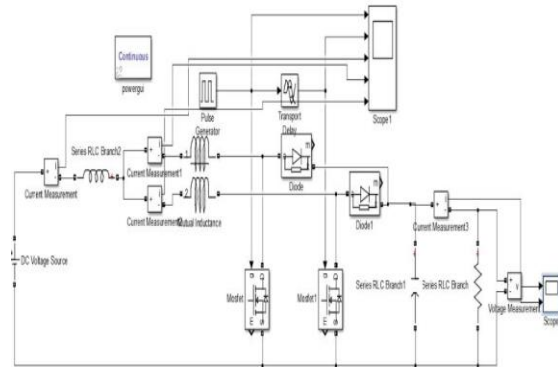 Continuous
powergui
Pulse
Generator
Transport
Delay
Scope1
Series RLC Branch2
Current Measurement
Current Measurement1
Current Measurement
Mutual Inductance
Diode
Diode1
Current Measurement3
DC Voltage Source
Mosfet
Mosfet1
Series RLC Branch1
Series RLC Branch
Voltage Measurement
Scope